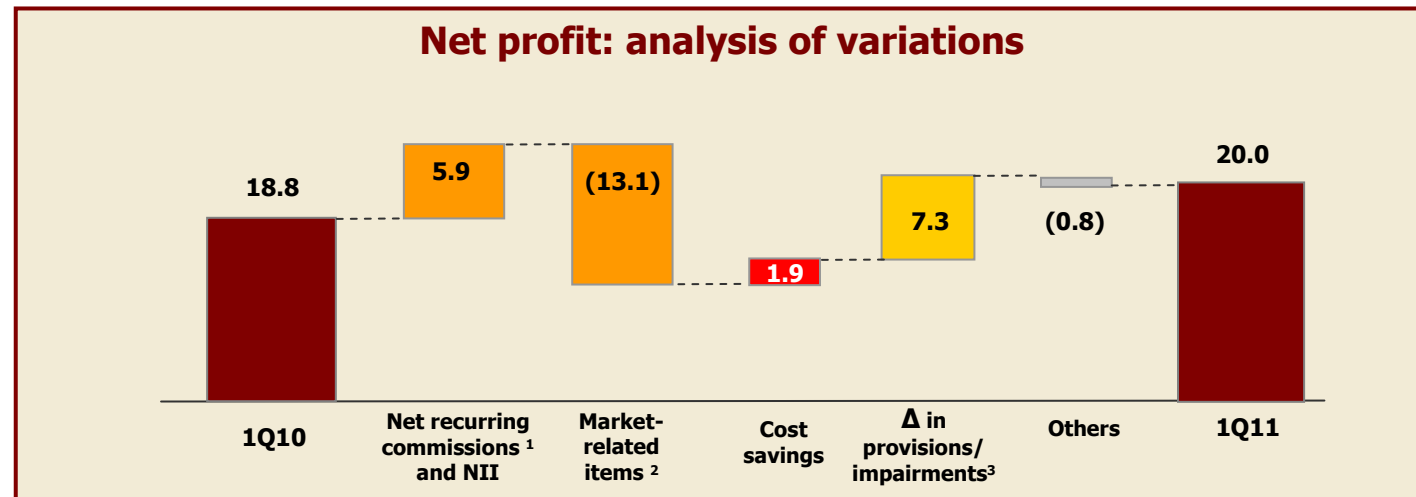 Net profit: analysis of variations
18.8
5.9
(13.1)
1.9
7.3
(0.8)
20.0
1Q10
Net recurring
commissions ¹
and NII
Market-
related
items ²
Cost
savings
Δ in
provisions/
impairments³
Others
1Q11